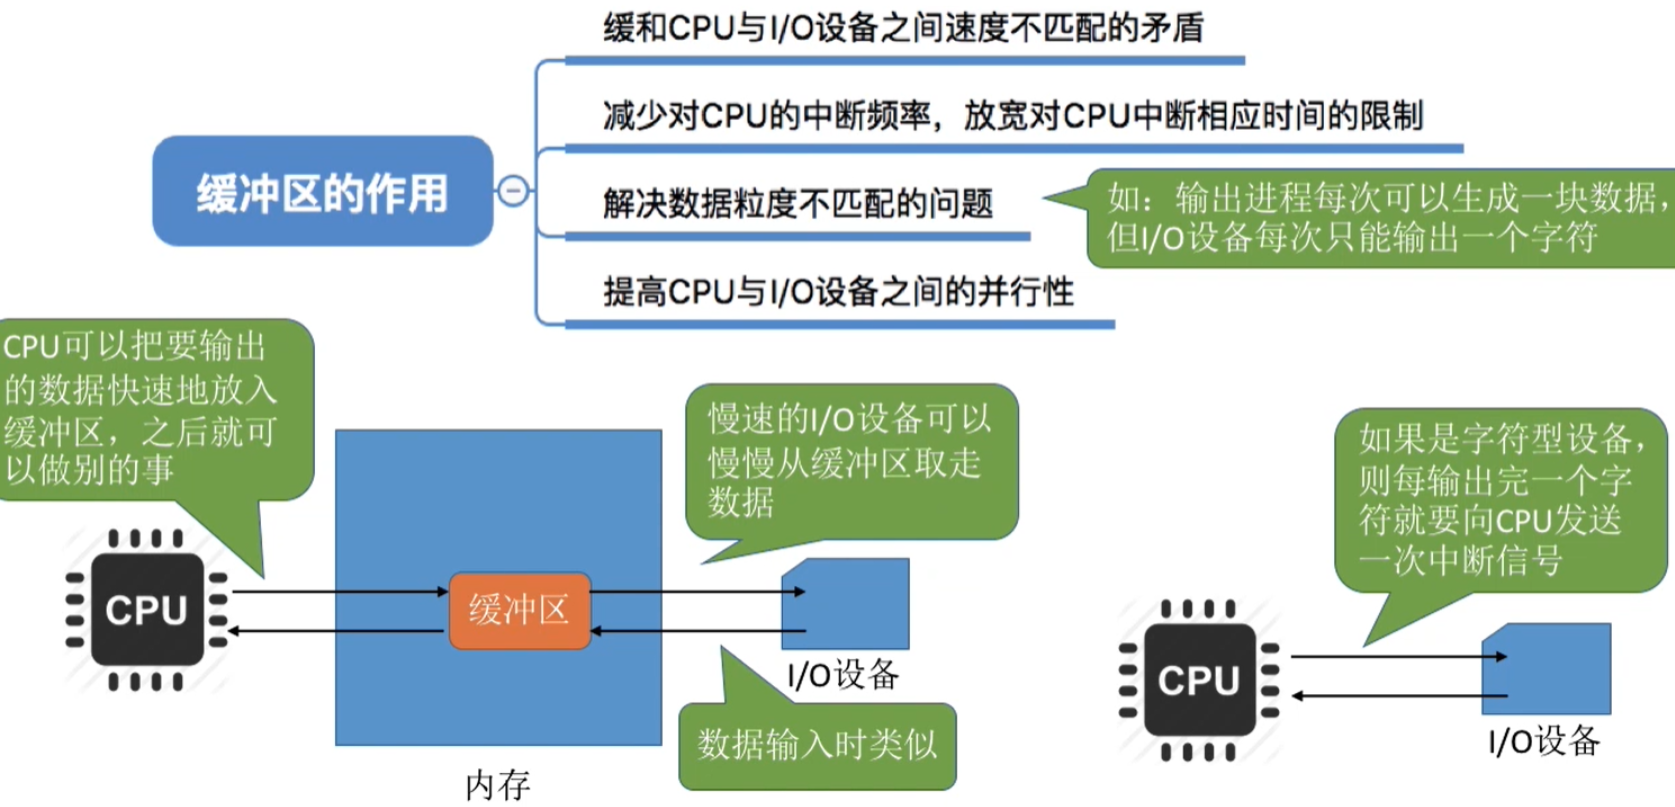 缓和CPU与I/O设备之间速度不匹配的矛盾
减少对CPU的中断频率，放宽对CPU中断相应时间的限制
缓冲区的作用
解决数据粒度不匹配的问题
如：输出进程每次可以生成一块数据，
但I/O设备每次只能输出一个字符
提高CPU与I/O设备之间的并行性
CPU可以把要输出
的数据快速地放入
缓冲区，之后就可
以做别的事
慢速的I/O设备可以
慢慢从缓冲区取走
数据
如果是字符型设备，
则每输出完一个字
符就要向CPU发送
一次中断信号
CPU
缓冲区
I/O设备
数据输入时类似
内存
CPU
I/O设备